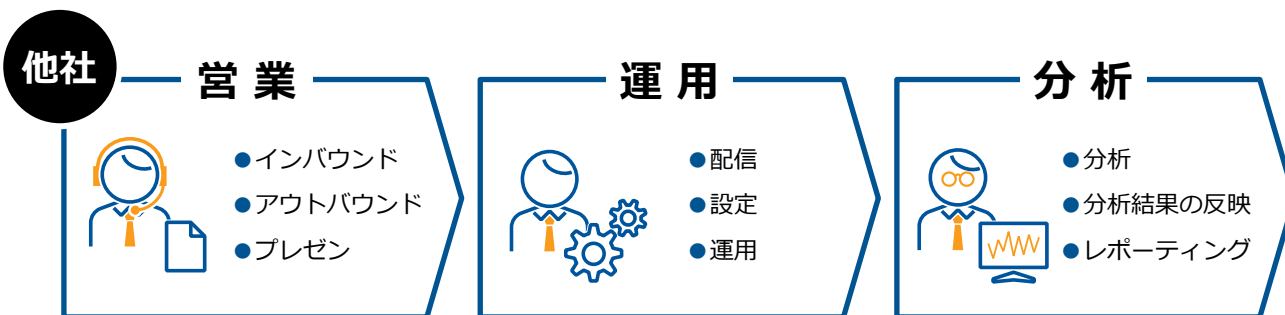 他社
営業
●インバウンド
●アウトバウンド
●プレゼン
運用
●配信
●設定
●運用
分析
●分析
●分析結果の反映
●レポーティング